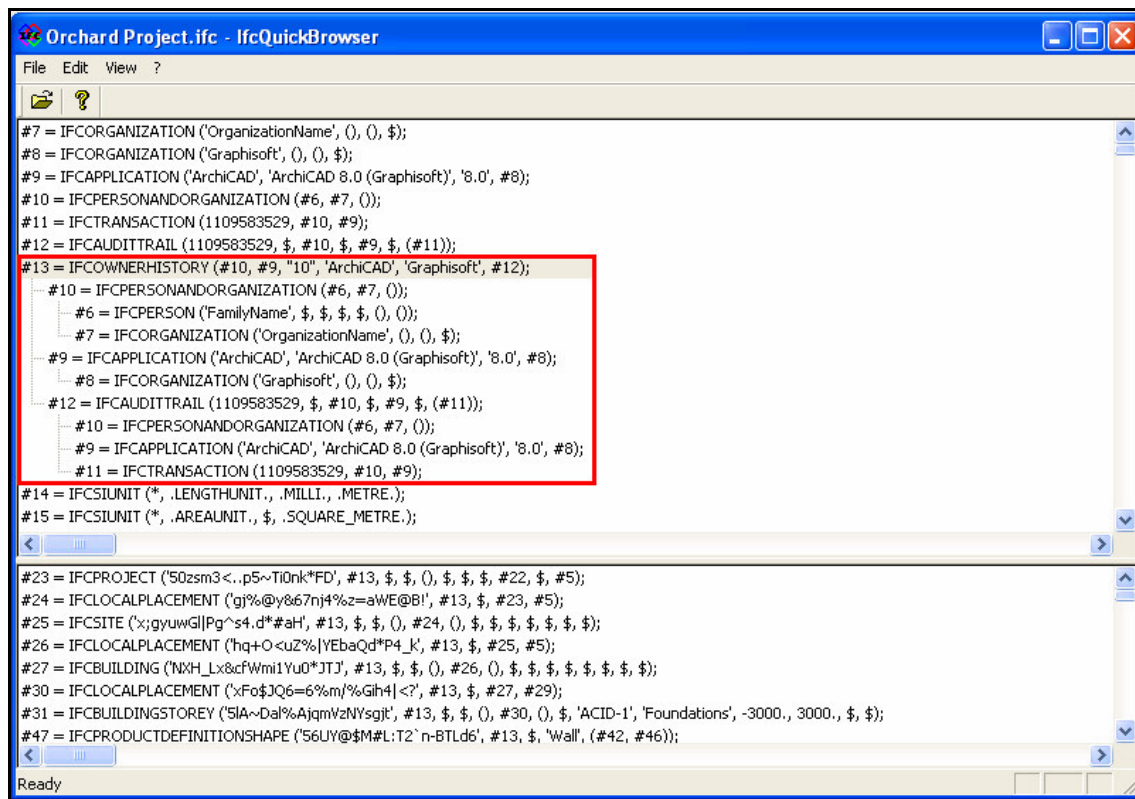 Orchard Project.ifc - IfcQuickBrowser
File Edit View ?
#7 = IFCORGANIZATION ('OrganizationName', (), (), $);
#8 = IFCORGANIZATION ('Graphisoft', (), (), $);
#9 = IFCAPPLICATION ('ArchiCAD', 'ArchiCAD 8.0 (Graphisoft)', '8.0', #8);
#10 = IFCPERSONANDORGANIZATION (#6, #7, ());
#11 = IFCTRANSACTION (1109583529, #10, #9);
#12 = IFCAUDITTRAIL (1109583529, $, #10, $, #9, $, (#11));
#13 = IFCOWNERHISTORY (#10, #9, "10", 'ArchiCAD', 'Graphisoft', #12);
#10 = IFCPERSONANDORGANIZATION (#6, #7, ());
#6 = IFCPERSON ('FamilyName', $, $, $, $, (), ());
#7 = IFCORGANIZATION ('OrganizationName', (), (), $);
#9 = IFCAPPLICATION ('ArchiCAD', 'ArchiCAD 8.0 (Graphisoft)', '8.0', #8);
#8 = IFCORGANIZATION ('Graphisoft', (), (), $);
#12 = IFCAUDITTRAIL (1109583529, $, #10, $, #9, $, (#11));
#10 = IFCPERSONANDORGANIZATION (#6, #7, ());
#9 = IFCAPPLICATION ('ArchiCAD', 'ArchiCAD 8.0 (Graphisoft)', '8.0', #8);
#11 = IFCTRANSACTION (1109583529, #10, #9);
#14 = IFCSIUNIT (*, .LENGTHUNIT., .MILLI., .METRE.);
#15 = IFCSIUNIT (*, .AREAUNIT., $, .SQUARE_METRE.);
#23 = IFCPROJECT ('50zsm3<..p5~Ti0nk*FD', #13, $, $, (), $, $, $, #22, $, #5);
#24 = IFCLOCALPLACEMENT ('gj%@y&67nj4%z=aWE@B!', #13, $, #23, #5);
#25 = IFCSITE ('x;gyuwGl|Pg^s4.d*#aH', #13, $, $, (), #24, (), $, $, $, $, $, $, $);
#26 = IFCLOCALPLACEMENT ('hq+O<uZ%|YEbaQd*P4_k', #13, $, #25, #5);
#27 = IFCBUILDING ('NXH_Lx&cfWmi1Yu0*JTJ', #13, $, $, (), #26, (), $, $, $, $, $, $, $, $);
#30 = IFCLOCALPLACEMENT ('xFo$JQ6=6%m/%Gih4|<?', #13, $, #27, #29);
#31 = IFCBUILDINGSTOREY ('5lA~Dal%AjqmVzNYsgjt', #13, $, $, (), #30, (), $, 'ACID-1', 'Foundations', -3000., 3000., $, $);
#47 = IFCPRODUCTDEFINITIONSHAPE ('56UY@$M#L:T2`n-BTLd6', #13, $, 'Wall', (#42, #46));
Ready